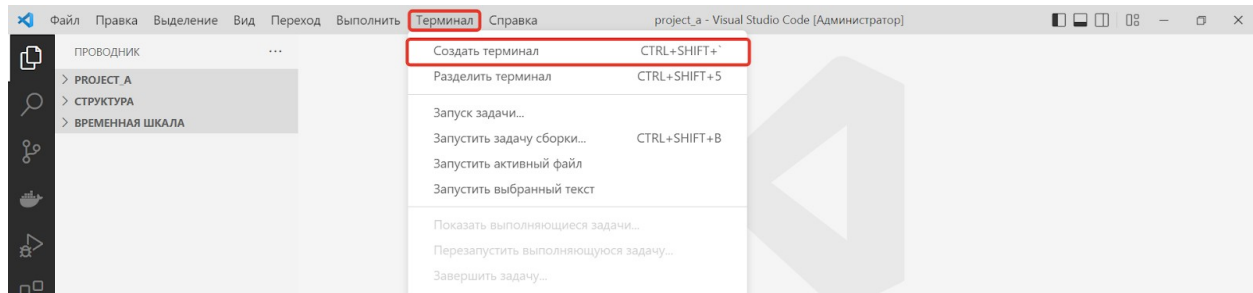 Файл Правка Выделение Вид Переход Выполнить Терминал Справка project_a - Visual Studio Code [Администратор]
ПРОВОДНИК ...
PROJECT_A
СТРУКТУРА
ВРЕМЕННАЯ ШКАЛА
Создать терминал CTRL+SHIFT+`
Разделить терминал CTRL+SHIFT+5
Запуск задачи...
Запустить задачу сборки... CTRL+SHIFT+B
Запустить активный файл
Запустить выбранный текст
Показать выполняющиеся задачи...
Перезапустить выполняющуюся задачу...
Завершить задачу...